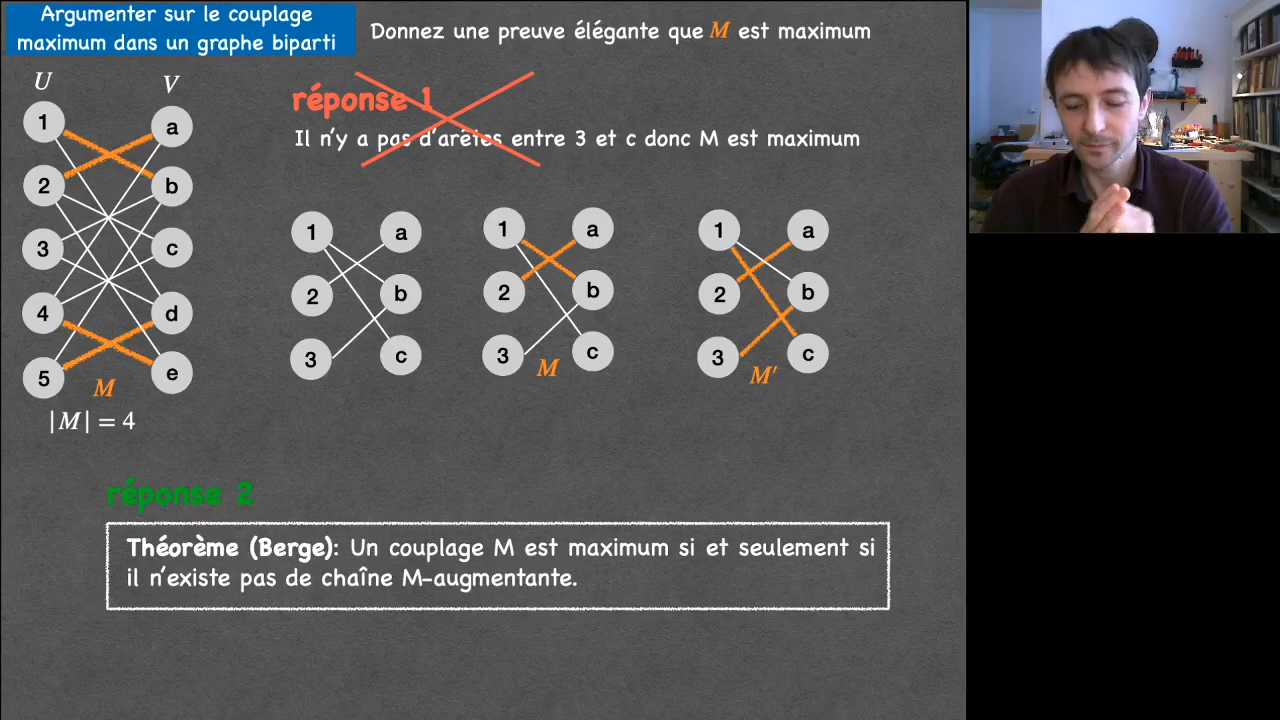 Argumenter sur le couplage
maximum dans un graphe biparti
Donnez une preuve élégante que M est maximum
U V
1 a
2 b
3 c
4 d
5 e
M
|M| = 4
réponse 1
Il n'y a pas d'arêtes entre 3 et c donc M est maximum
1 a
2 b
3 c
1 a
2 b
3 c
M
1 a
2 b
3 c
M'
réponse 2
Théorème (Berge): Un couplage M est maximum si et seulement si
il n'existe pas de chaîne M-augmentante.